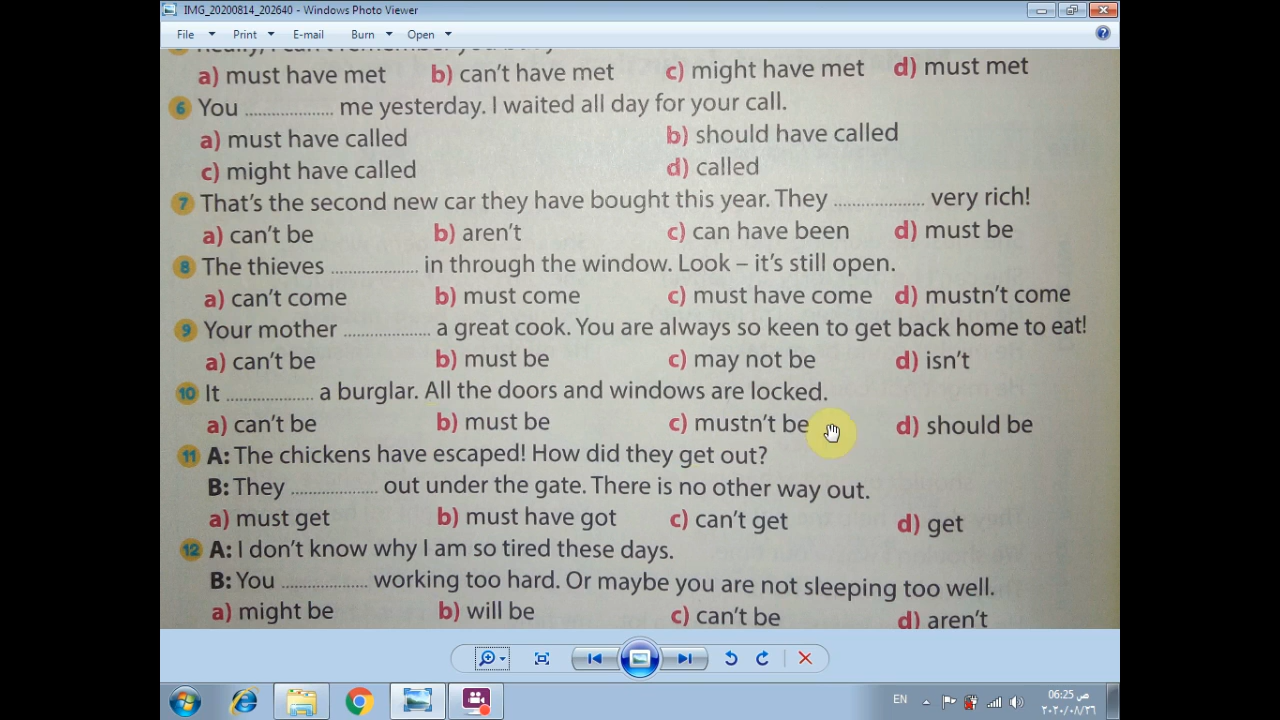 IMG_20200814_202640 - Windows Photo Viewer
File Print E-mail Burn Open
Really, I can't remember you
a) must have met b) can't have met c) might have met d) must met
6 You .................. me yesterday. I waited all day for your call.
a) must have called b) should have called
c) might have called d) called
7 That's the second new car they have bought this year. They .................. very rich!
a) can't be b) aren't c) can have been d) must be
8 The thieves .................. in through the window. Look – it's still open.
a) can't come b) must come c) must have come d) mustn't come
9 Your mother .................. a great cook. You are always so keen to get back home to eat!
a) can't be b) must be c) may not be d) isn't
10 It .................. a burglar. All the doors and windows are locked.
a) can't be b) must be c) mustn't be d) should be
11 A: The chickens have escaped! How did they get out?
B: They .................. out under the gate. There is no other way out.
a) must get b) must have got c) can't get d) get
12 A: I don't know why I am so tired these days.
B: You .................. working too hard. Or maybe you are not sleeping too well.
a) might be b) will be c) can't be d) aren't
EN
06:25 ص
٢٠٢٠/٠٨/٢٦